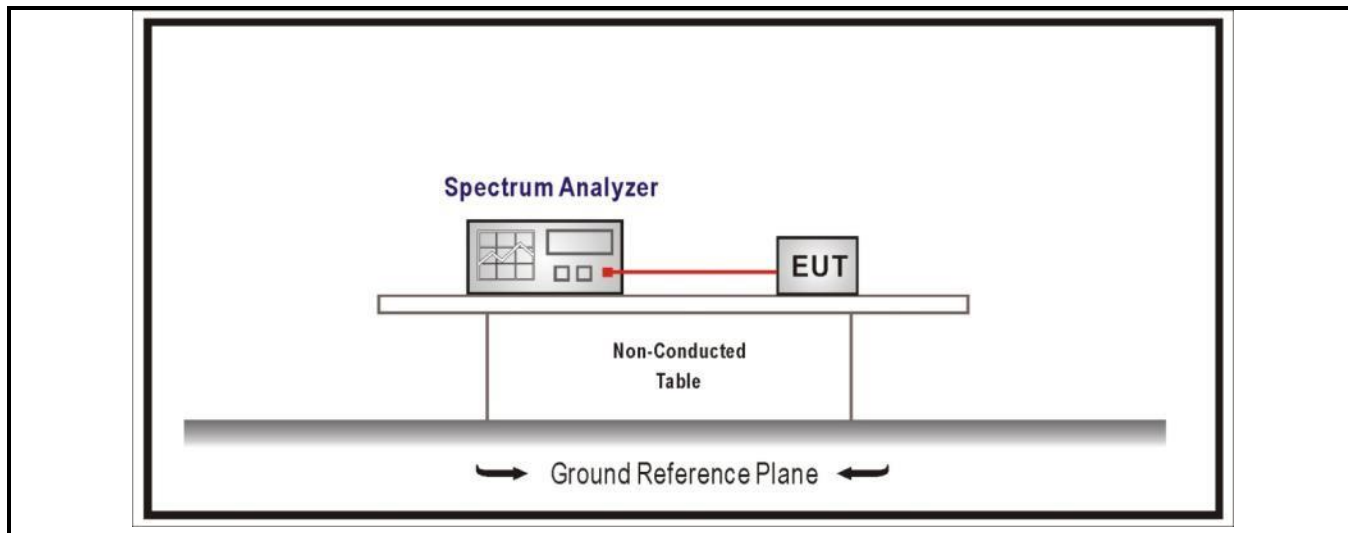 Spectrum Analyzer
EUT
Non-Conducted
Table
Ground Reference Plane